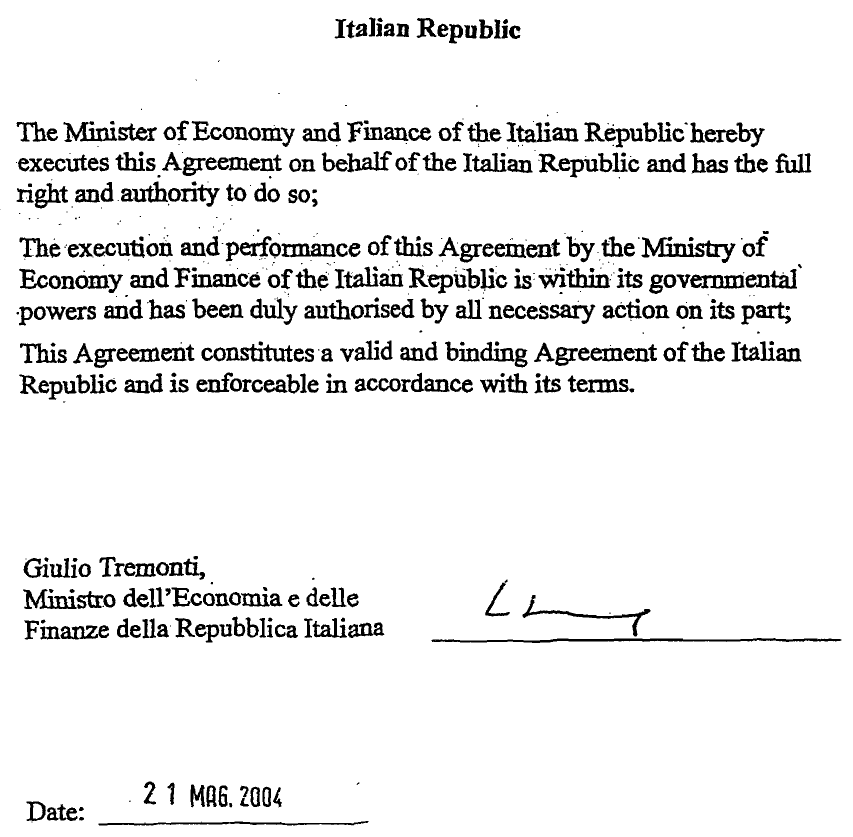 Italian Republic
The Minister of Economy and Finance of the Italian Republic hereby
executes this Agreement on behalf of the Italian Republic and has the full
right and authority to do so;
The execution and performance of this Agreement by the Ministry of
Economy and Finance of the Italian Republic is within its governmental
powers and has been duly authorised by all necessary action on its part;
This Agreement constitutes a valid and binding Agreement of the Italian
Republic and is enforceable in accordance with its terms.
Giulio Tremonti,
Ministro dell'Economia e delle
Finanze della Repubblica Italiana
Date: 21 MAG. 2004